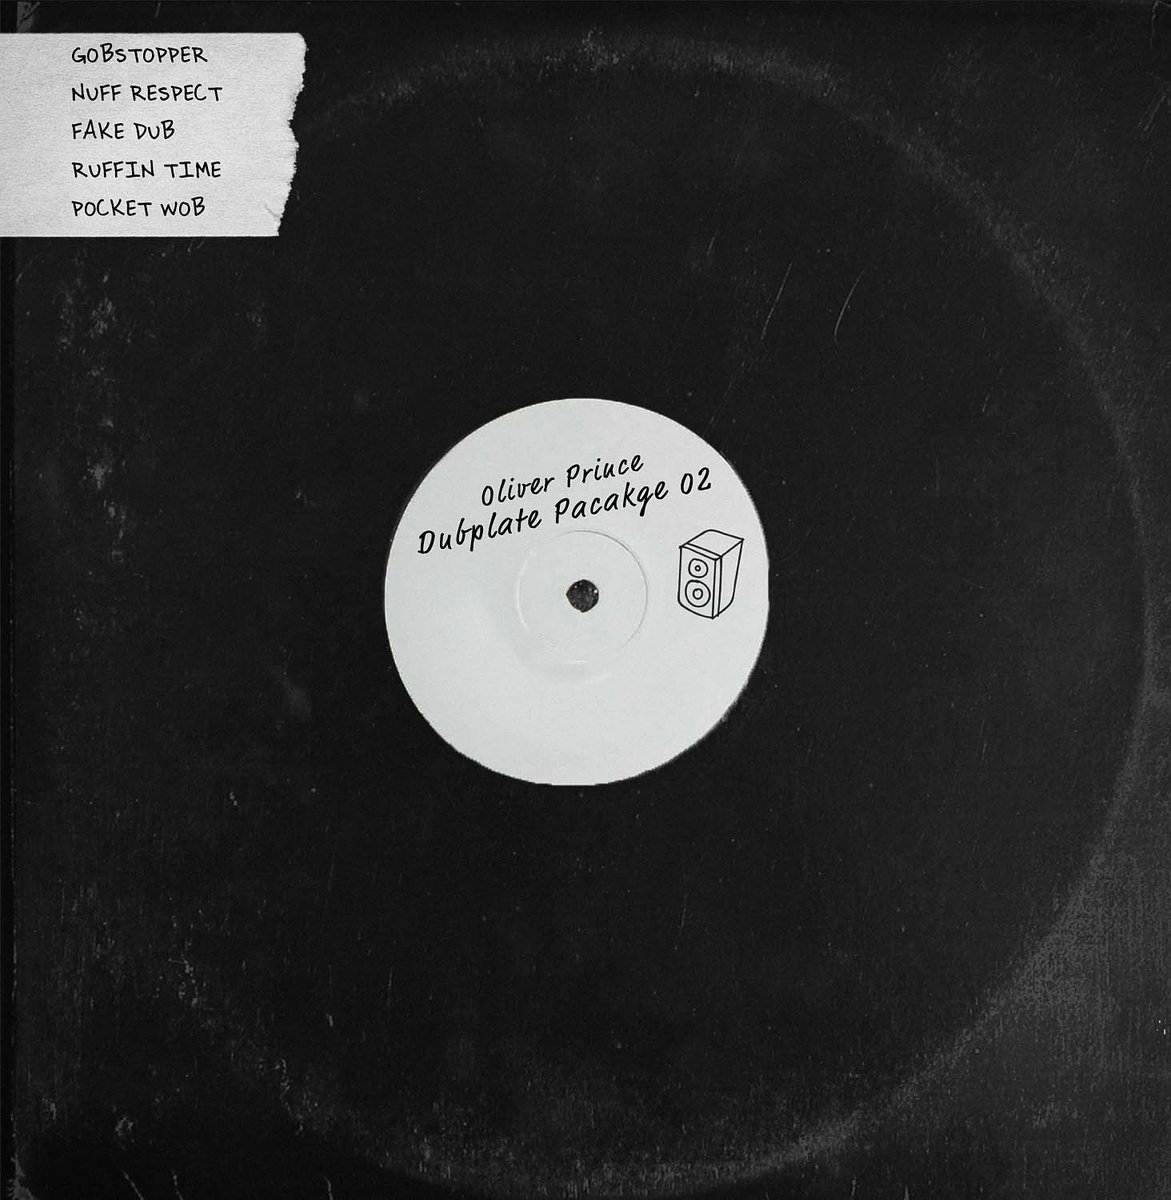 GOBSTOPPER
NUFF RESPECT
FAKE DUB
RUFFIN TIME
POCKET WOB
Oliver Prince
Dubplate Pacakge 02